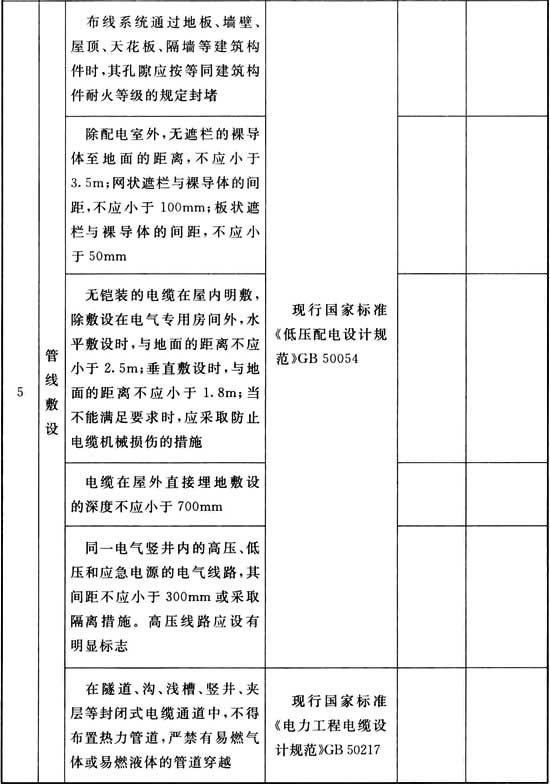 布线系统通过地板、墙壁、
屋顶、天花板、隔墙等建筑构
件时,其孔隙应按等同建筑构
件耐火等级的规定封堵
除配电室外,无遮栏的裸导
体至地面的距离,不应小于
3.5m;网状遮栏与裸导体的间
距,不应小于100mm;板状遮
栏与裸导体的间距,不应小
于50mm
无铠装的电缆在屋内明敷,
除敷设在电气专用房间外,水
平敷设时,与地面的距离不应
小于2.5m;垂直敷设时,与地
面的距离不应小于1.8m;当
不能满足要求时,应采取防止
电缆机械损伤的措施
电缆在屋外直接埋地敷设
的深度不应小于700mm
同一电气竖井内的高压、低
压和应急电源的电气线路,其
间距不应小于300mm或采取
隔离措施。高压线路应设有
明显标志
现行国家标准
《低压配电设计规
范》GB 50054
5
管
线
敷
设
在隧道、沟、浅槽、竖井、夹
层等封闭式电缆通道中,不得
布置热力管道,严禁有易燃气
体或易燃液体的管道穿越
现行国家标准
《电力工程电缆设
计规范》GB 50217